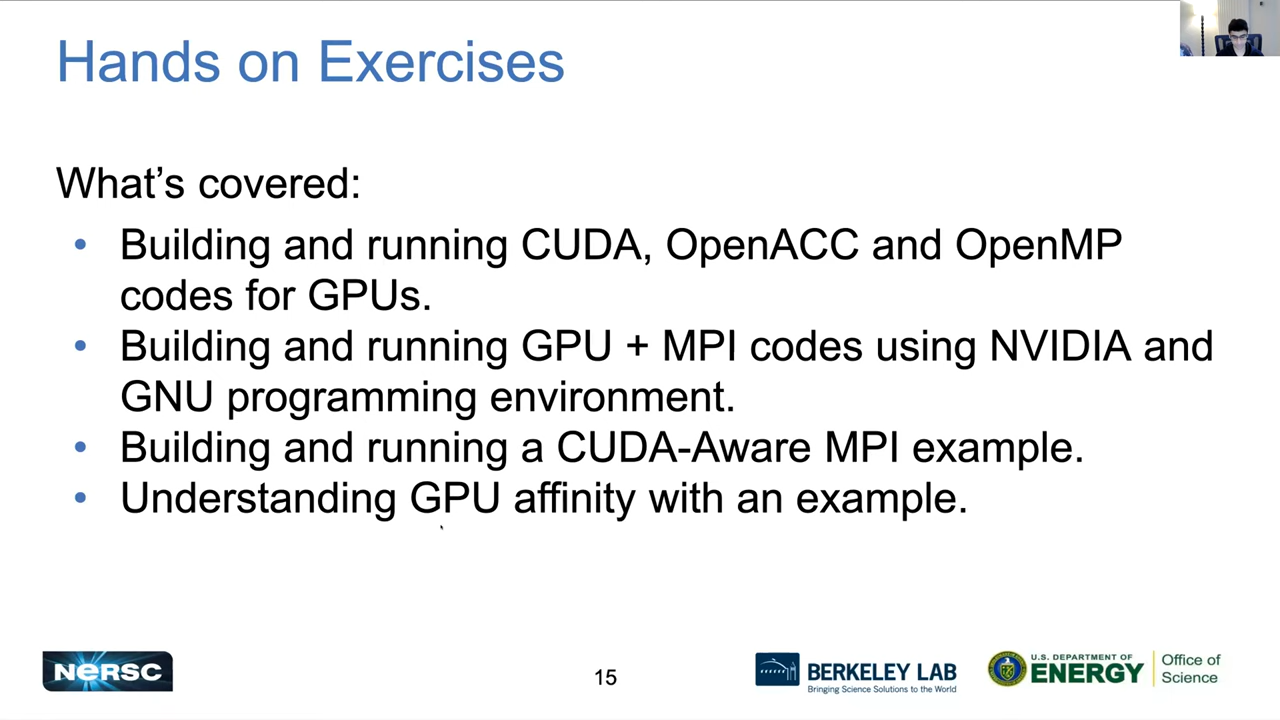 Hands on Exercises
What’s covered:
• Building and running CUDA, OpenACC and OpenMP
codes for GPUs.
• Building and running GPU + MPI codes using NVIDIA and
GNU programming environment.
• Building and running a CUDA-Aware MPI example.
• Understanding GPU affinity with an example.
NERSC
15
BERKELEY LAB
Bringing Science Solutions to the World
U.S. DEPARTMENT OF
ENERGY
Office of
Science